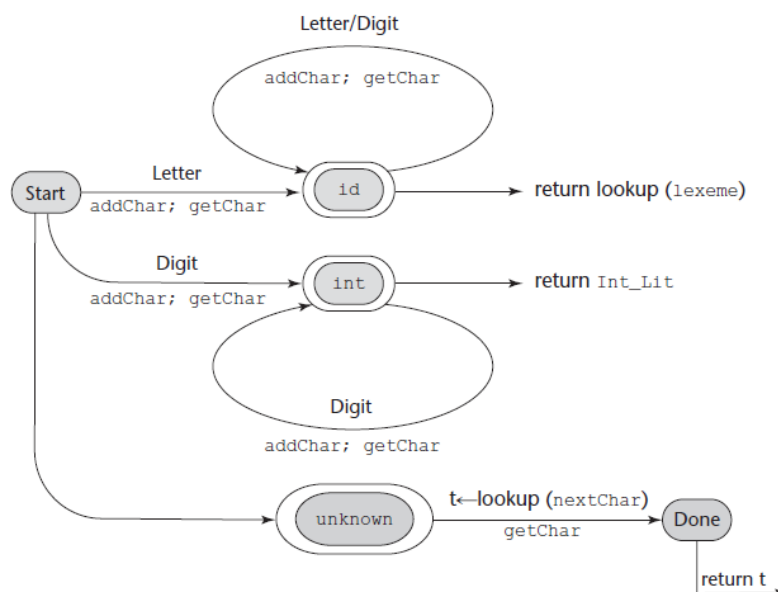 Letter/Digit
addChar; getChar
Start
Letter
addChar; getChar
id
return lookup (lexeme)
Digit
addChar; getChar
int
return Int_Lit
Digit
addChar; getChar
unknown
t←lookup (nextChar)
getChar
Done
return t